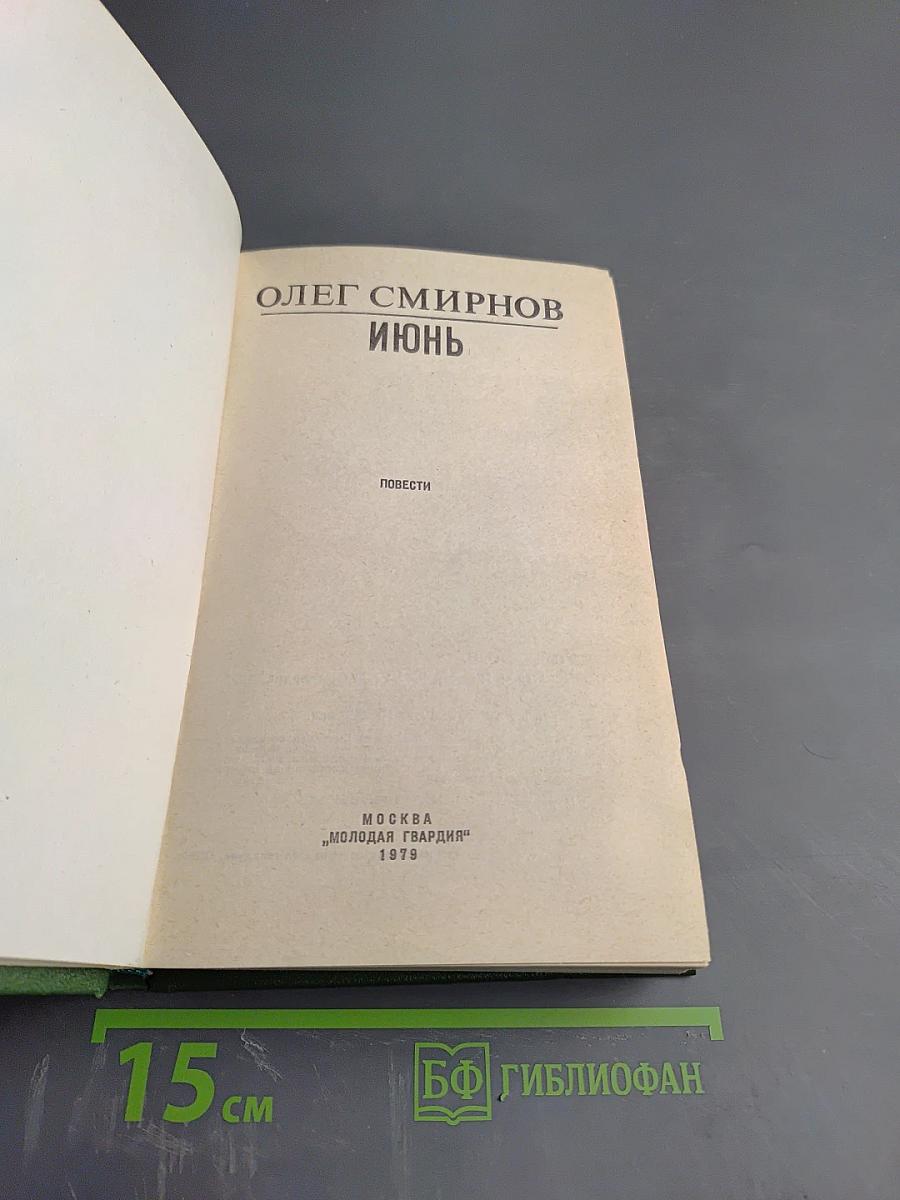 ОЛЕГ СМИРНОВ
ИЮНЬ
ПОВЕСТИ
МОСКВА
„МОЛОДАЯ ГВАРДИЯ"
1979
15 см
БФ ГИБЛИОФАН